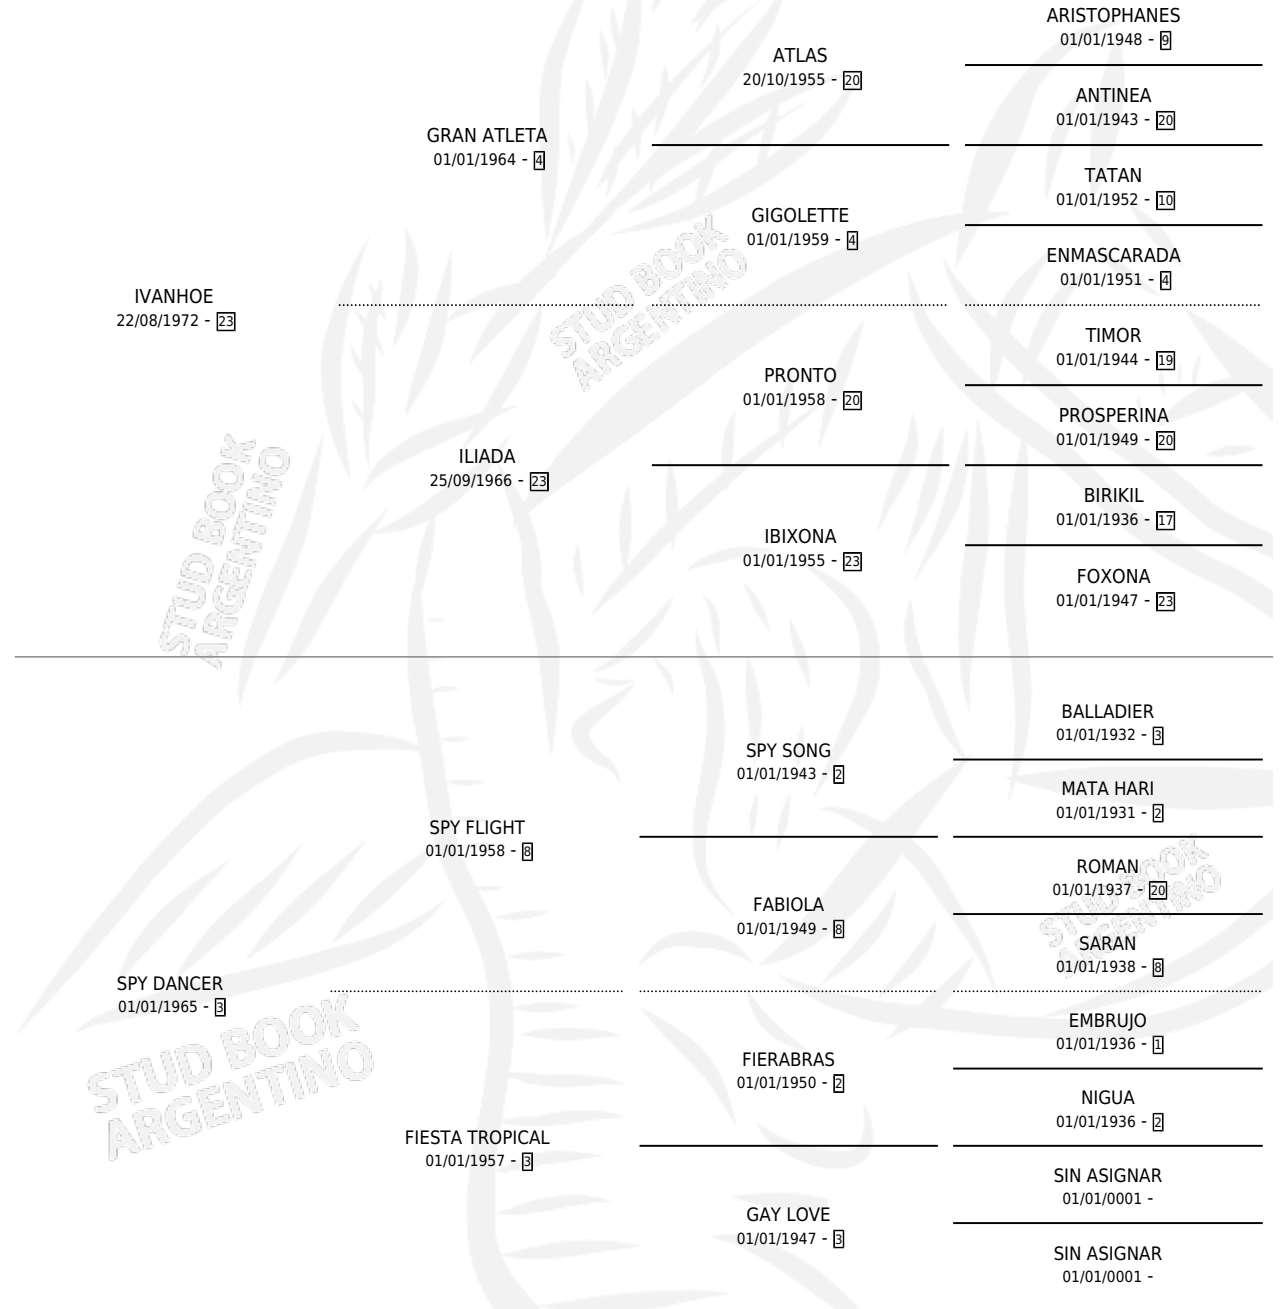 ARISTOPHANES
01/01/1948 - 9
ATLAS
20/10/1955 - 20
ANTINEA
01/01/1943 - 20
GRAN ATLETA
01/01/1964 - 4
TATAN
01/01/1952 - 10
GIGOLETTE
01/01/1959 - 4
ENMASCARADA
01/01/1951 - 4
IVANHOE
22/08/1972 - 23
TIMOR
01/01/1944 - 19
PRONTO
01/01/1958 - 20
PROSPERINA
01/01/1949 - 20
ILIADA
25/09/1966 - 23
BIRIKIL
01/01/1936 - 17
IBIXONA
01/01/1955 - 23
FOXONA
01/01/1947 - 23
STUD BOOK
ARGENTINO
STUD BOOK
ARGENTINO
BALLADIER
01/01/1932 - 3
SPY SONG
01/01/1943 - 2
MATA HARI
01/01/1931 - 2
SPY FLIGHT
01/01/1958 - 8
ROMAN
01/01/1937 - 20
FABIOLA
01/01/1949 - 8
SARAN
01/01/1938 - 8
SPY DANCER
01/01/1965 - 3
EMBRUJO
01/01/1936 - 1
FIERABRAS
01/01/1950 - 2
NIGUA
01/01/1936 - 2
FIESTA TROPICAL
01/01/1957 - 3
SIN ASIGNAR
01/01/0001 -
GAY LOVE
01/01/1947 - 3
SIN ASIGNAR
01/01/0001 -
STUD BOOK
ARGENTINO
STUD BOOK
ARGENTINO